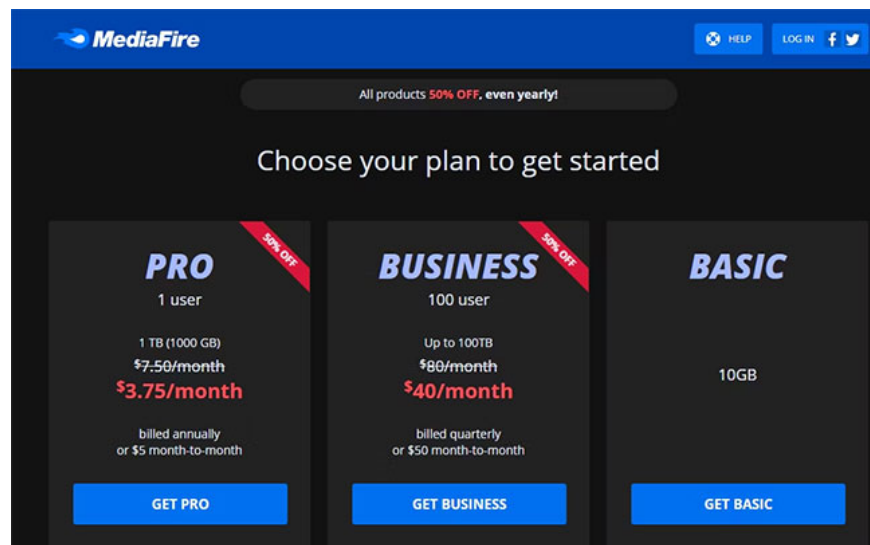 MediaFire
HELP
LOG IN
All products 50% OFF, even yearly!
Choose your plan to get started
50% OFF
PRO
1 user
1 TB (1000 GB)
$7.50/month
$3.75/month
billed annually
or $5 month-to-month
GET PRO
50% OFF
BUSINESS
100 user
Up to 100TB
$80/month
$40/month
billed quarterly
or $50 month-to-month
GET BUSINESS
BASIC
10GB
GET BASIC